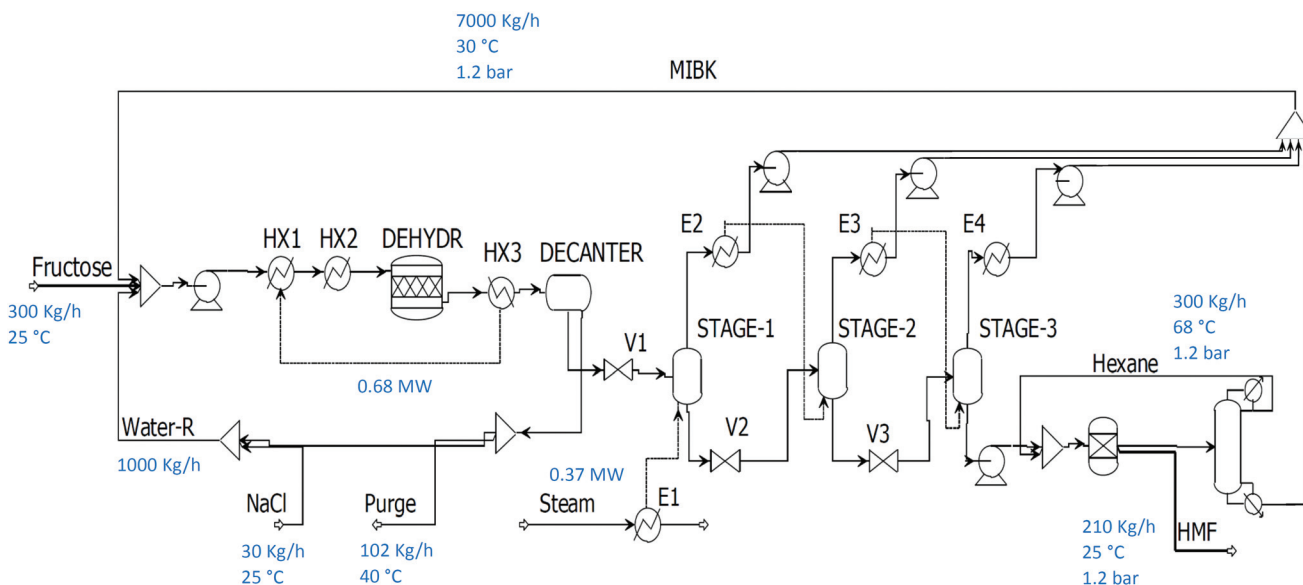 7000 Kg/h
30 °C
1.2 bar
MIBK
E2
E3
E4
HX1
HX2
DEHYDR
HX3
DECANTER
Fructose
300 Kg/h
25 °C
V1
STAGE-1
STAGE-2
STAGE-3
300 Kg/h
68 °C
1.2 bar
Hexane
0.68 MW
Water-R
1000 Kg/h
V2
V3
NaCl
30 Kg/h
25 °C
Purge
102 Kg/h
40 °C
0.37 MW
Steam
E1
210 Kg/h
25 °C
1.2 bar
HMF